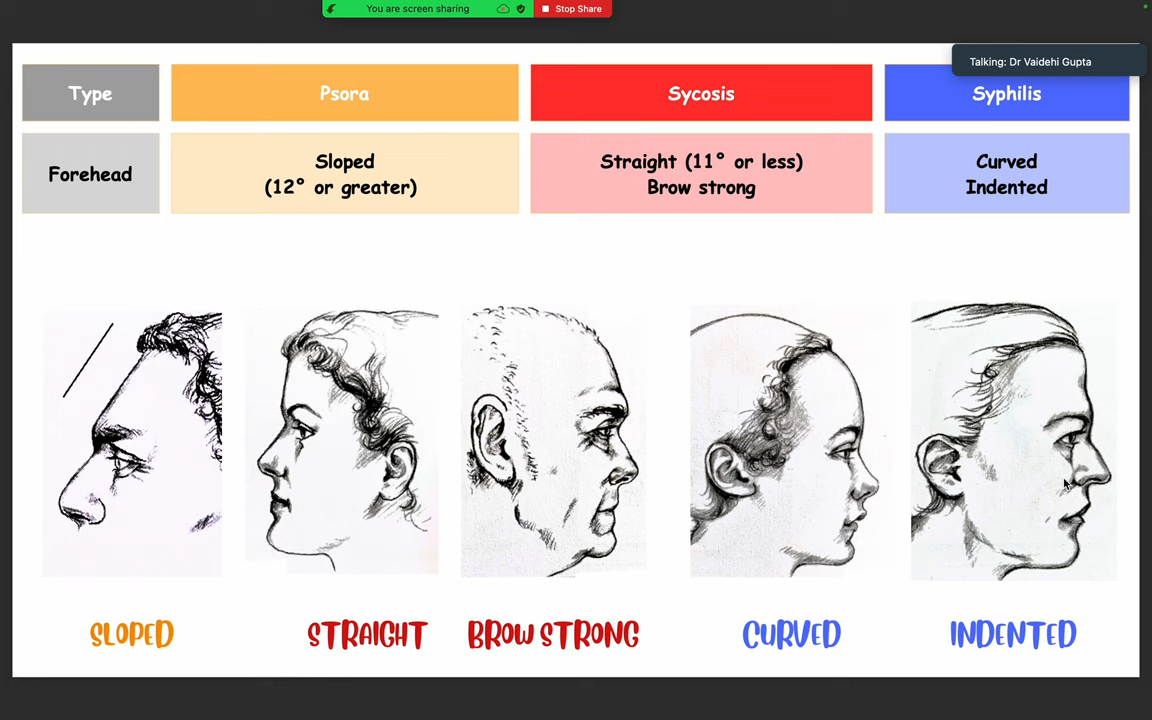 You are screen sharing
Stop Share
Talking: Dr Vaidehi Gupta
Type
Psora
Sycosis
Syphilis
Forehead
Sloped
(12° or greater)
Straight (11° or less)
Brow strong
Curved
Indented
SLOPED
STRAIGHT
BROW STRONG
CURVED
INDENTED